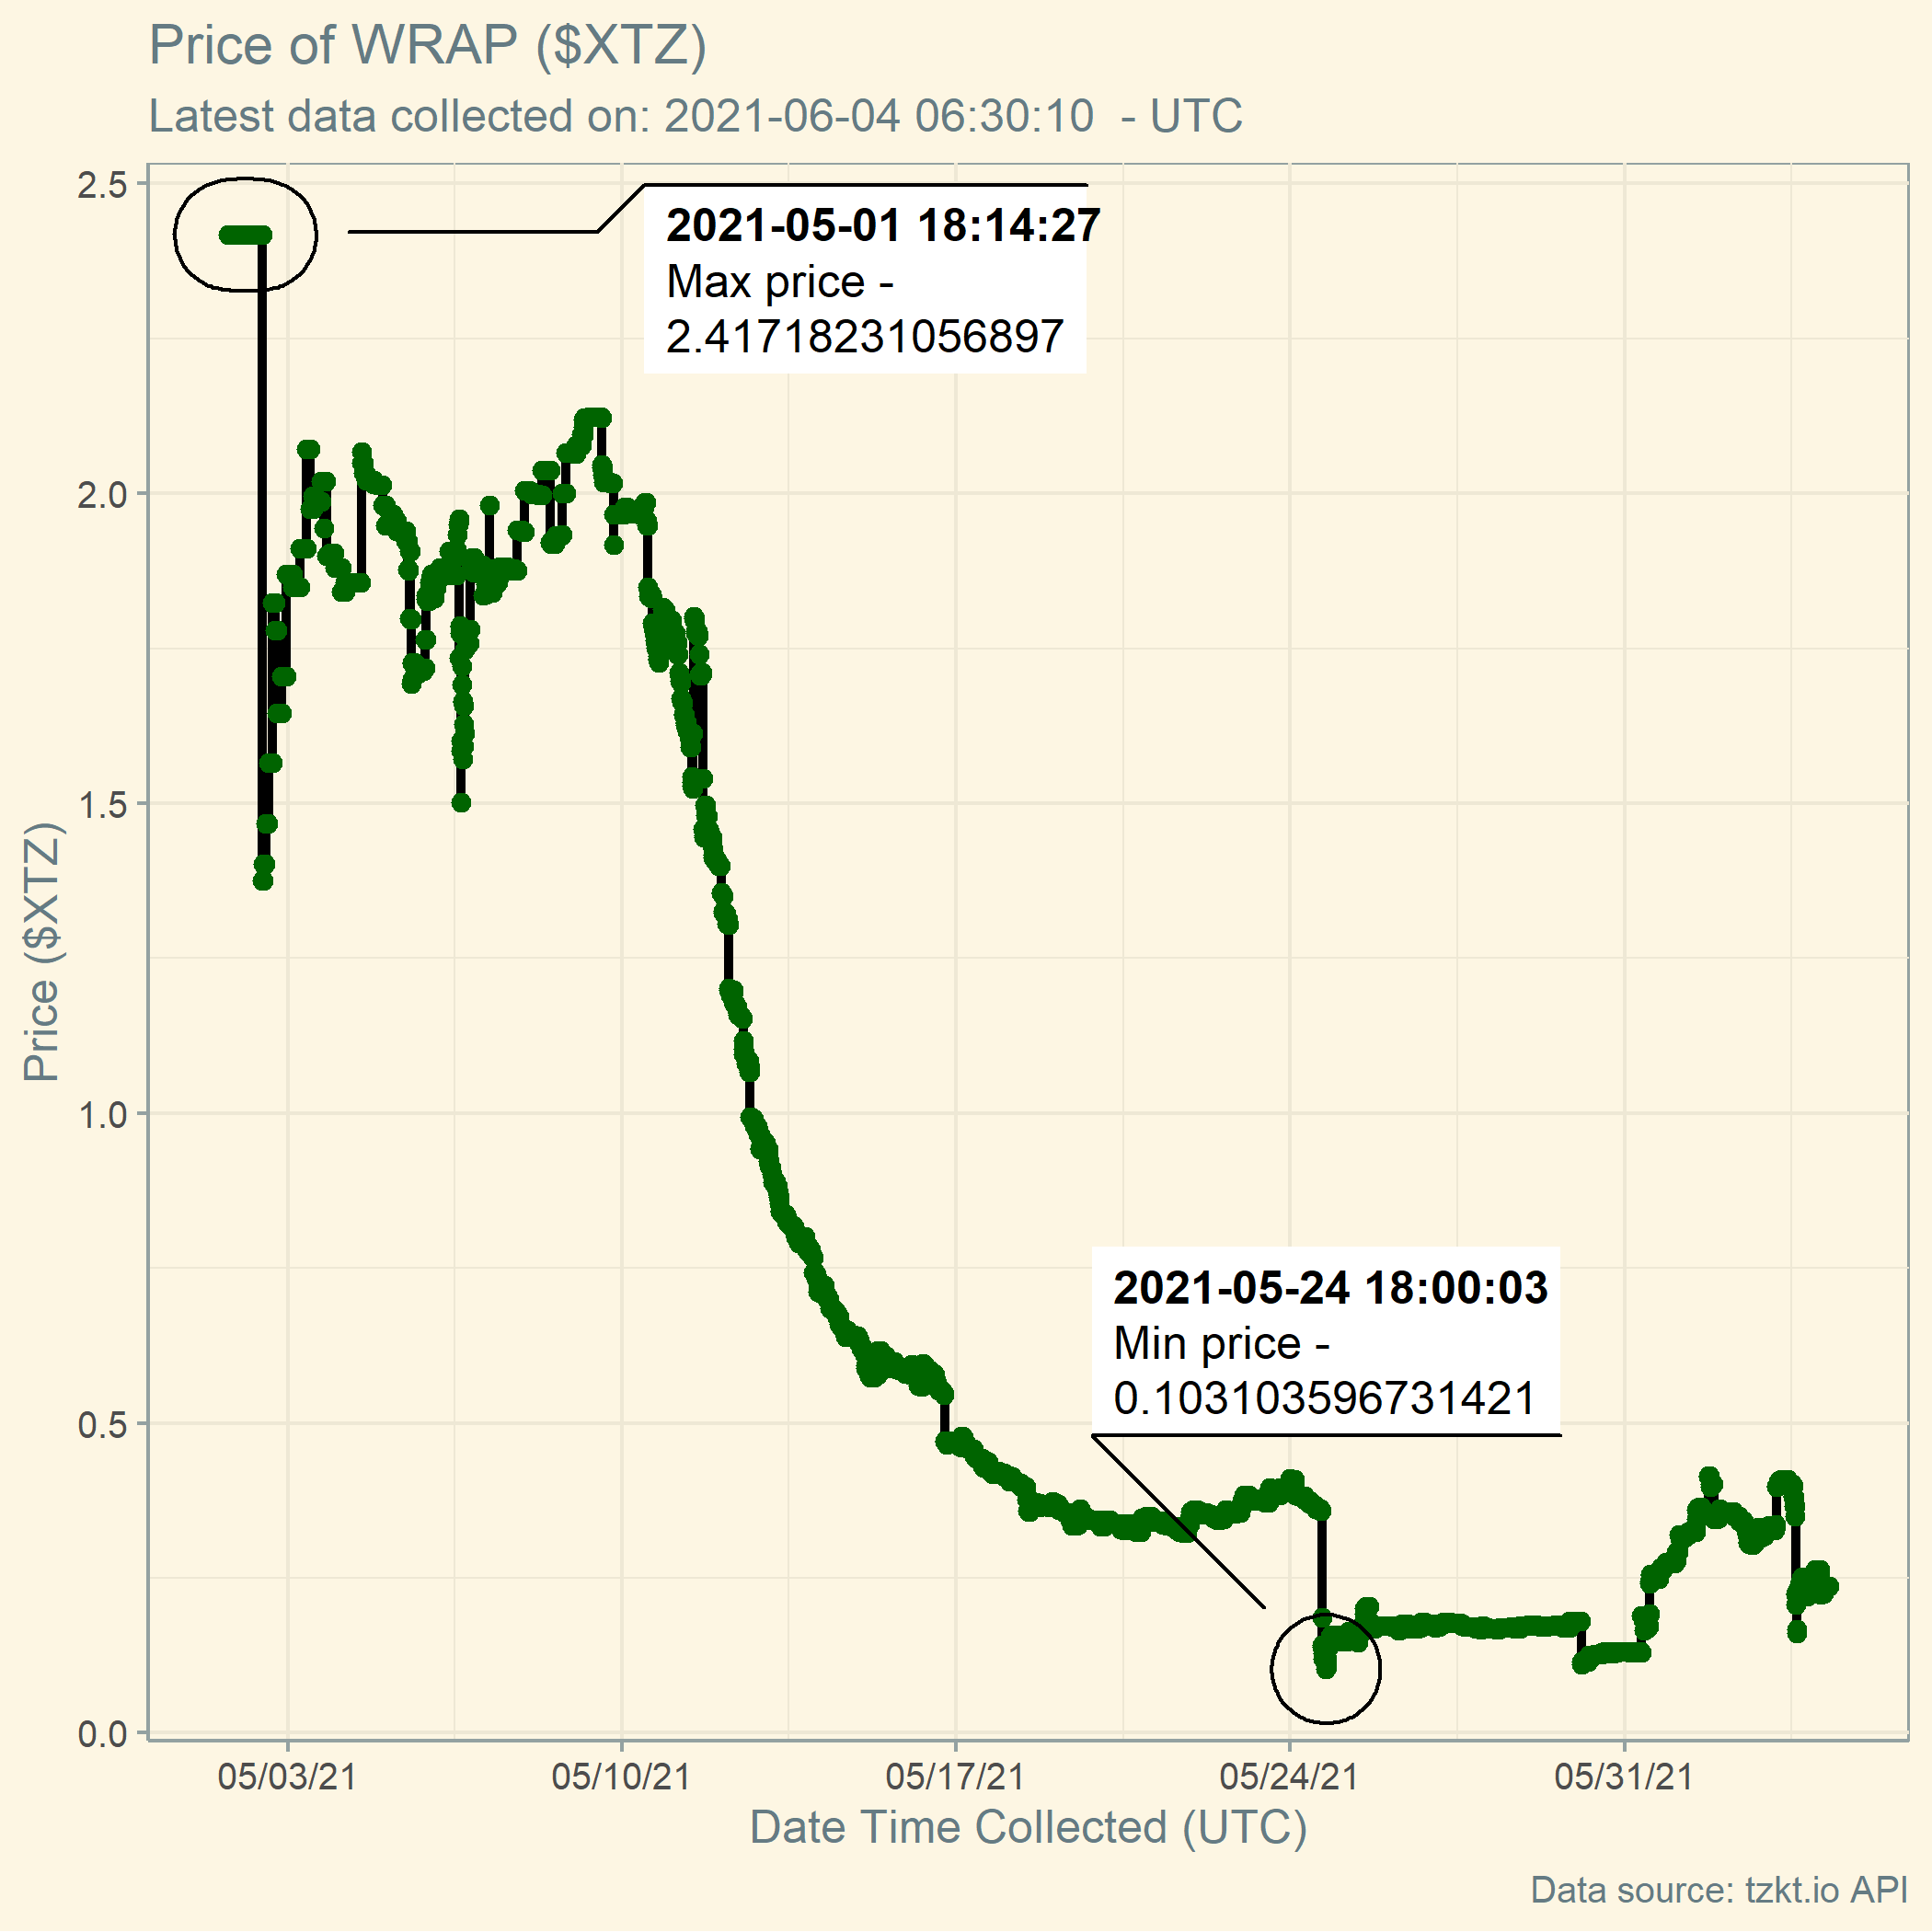 Price of WRAP ($XTZ)
Latest data collected on: 2021-06-04 06:30:10  - UTC
2.5
2021-05-01 18:14:27
Max price -
2.41718231056897
2.0
1.5
Price ($XTZ)
1.0
2021-05-24 18:00:03
Min price -
0.103103596731421
0.5
0.0
05/03/21 05/10/21 05/17/21 05/24/21 05/31/21
Date Time Collected (UTC)
Data source: tzkt.io API